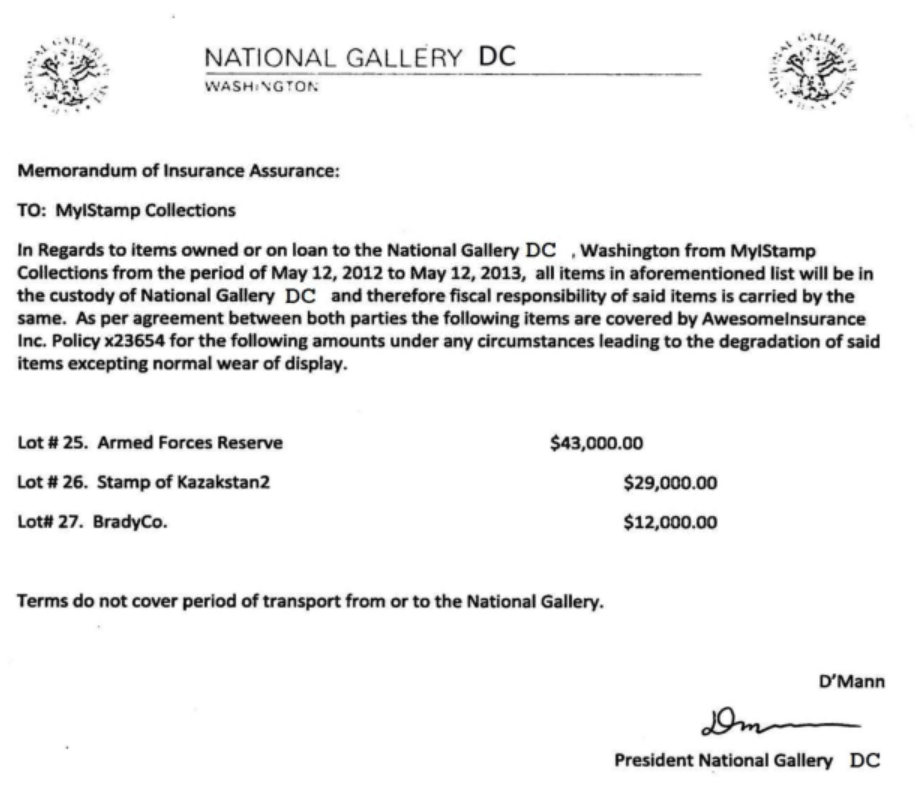 NATIONAL GALLERY DC
WASHINGTON
Memorandum of Insurance Assurance:
TO: MyIStamp Collections
In Regards to items owned or on loan to the National Gallery DC , Washington from MyIStamp
Collections from the period of May 12, 2012 to May 12, 2013, all items in aforementioned list will be in
the custody of National Gallery DC and therefore fiscal responsibility of said items is carried by the
same. As per agreement between both parties the following items are covered by AwesomeInsurance
Inc. Policy x23654 for the following amounts under any circumstances leading to the degradation of said
items excepting normal wear of display.
Lot # 25. Armed Forces Reserve $43,000.00
Lot # 26. Stamp of Kazakstan2 $29,000.00
Lot# 27. BradyCo. $12,000.00
Terms do not cover period of transport from or to the National Gallery.
D'Mann
President National Gallery DC